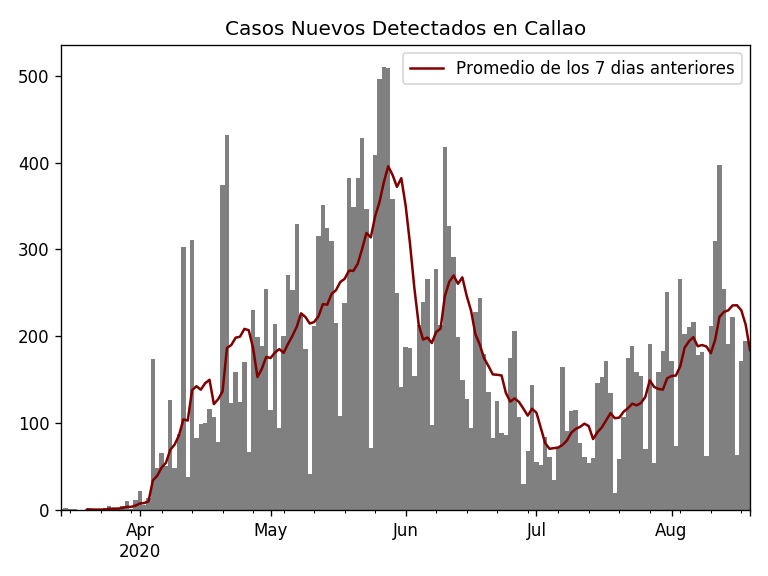 Casos Nuevos Detectados en Callao
Promedio de los 7 dias anteriores
500
400
300
200
100
0
Apr
2020
May
Jun
Jul
Aug